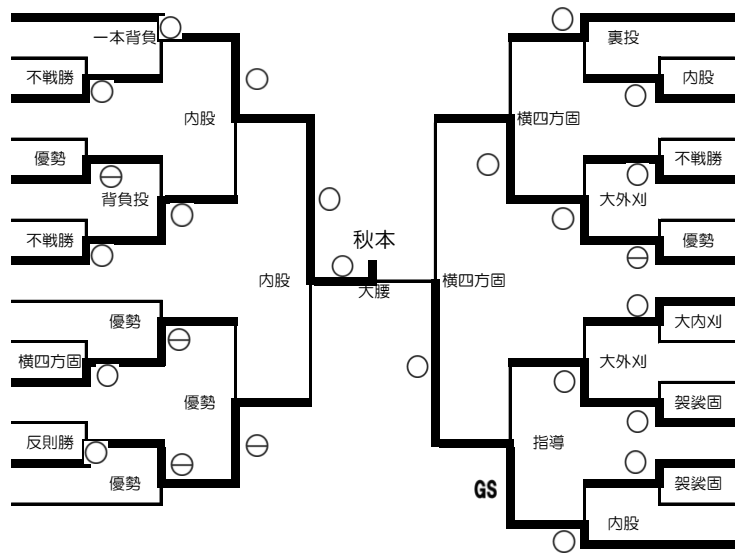 一本背負
裏投
不戦勝
内股
内股
横四方固
優勢
不戦勝
背負投
大外刈
不戦勝
秋本
優勢
内股
大腰
横四方固
優勢
大内刈
横四方固
大外刈
優勢
袈裟固
反則勝
指導
優勢
GS
袈裟固
内股